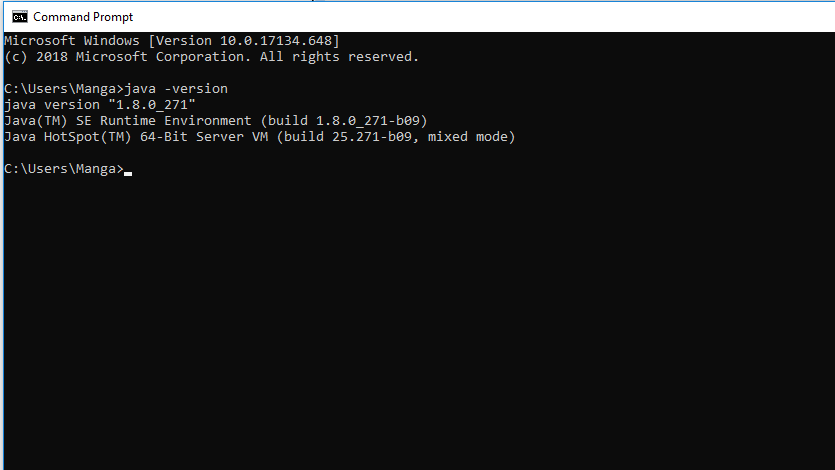 Command Prompt
Microsoft Windows [Version 10.0.17134.648]
(c) 2018 Microsoft Corporation. All rights reserved.
C:\Users\Manga>java -version
java version "1.8.0_271"
Java(TM) SE Runtime Environment (build 1.8.0_271-b09)
Java HotSpot(TM) 64-Bit Server VM (build 25.271-b09, mixed mode)
C:\Users\Manga>